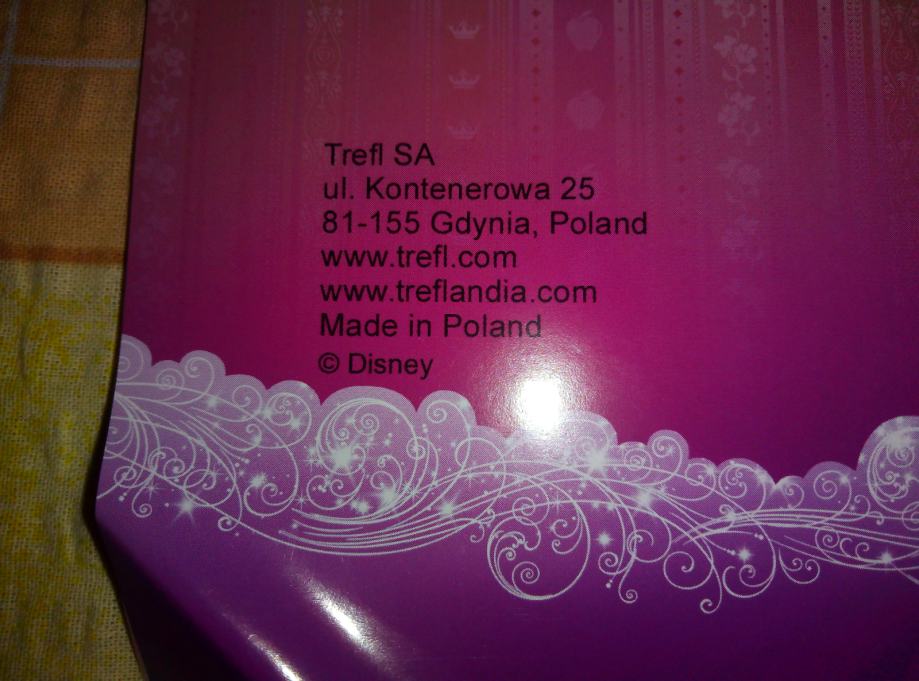 Trefl SA
ul. Kontenerowa 25
81-155 Gdynia, Poland
www.trefl.com
www.treflandia.com
Made in Poland
© Disney